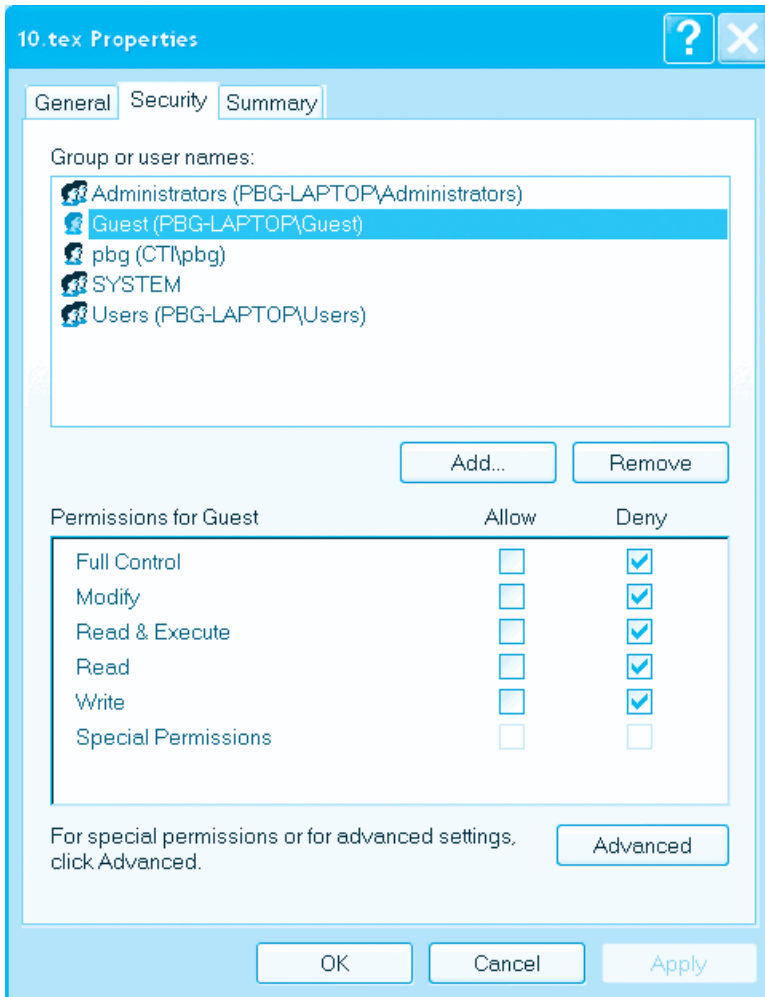 10.tex Properties
?
General Security Summary
Group or user names:
Administrators (PBG-LAPTOP\Administrators)
Guest (PBG-LAPTOP\Guest)
pbg (CTI\pbg)
SYSTEM
Users (PBG-LAPTOP\Users)
Add... Remove
Permissions for Guest Allow Deny
Full Control
Modify
Read & Execute
Read
Write
Special Permissions
For special permissions or for advanced settings,
click Advanced.
Advanced
OK Cancel Apply